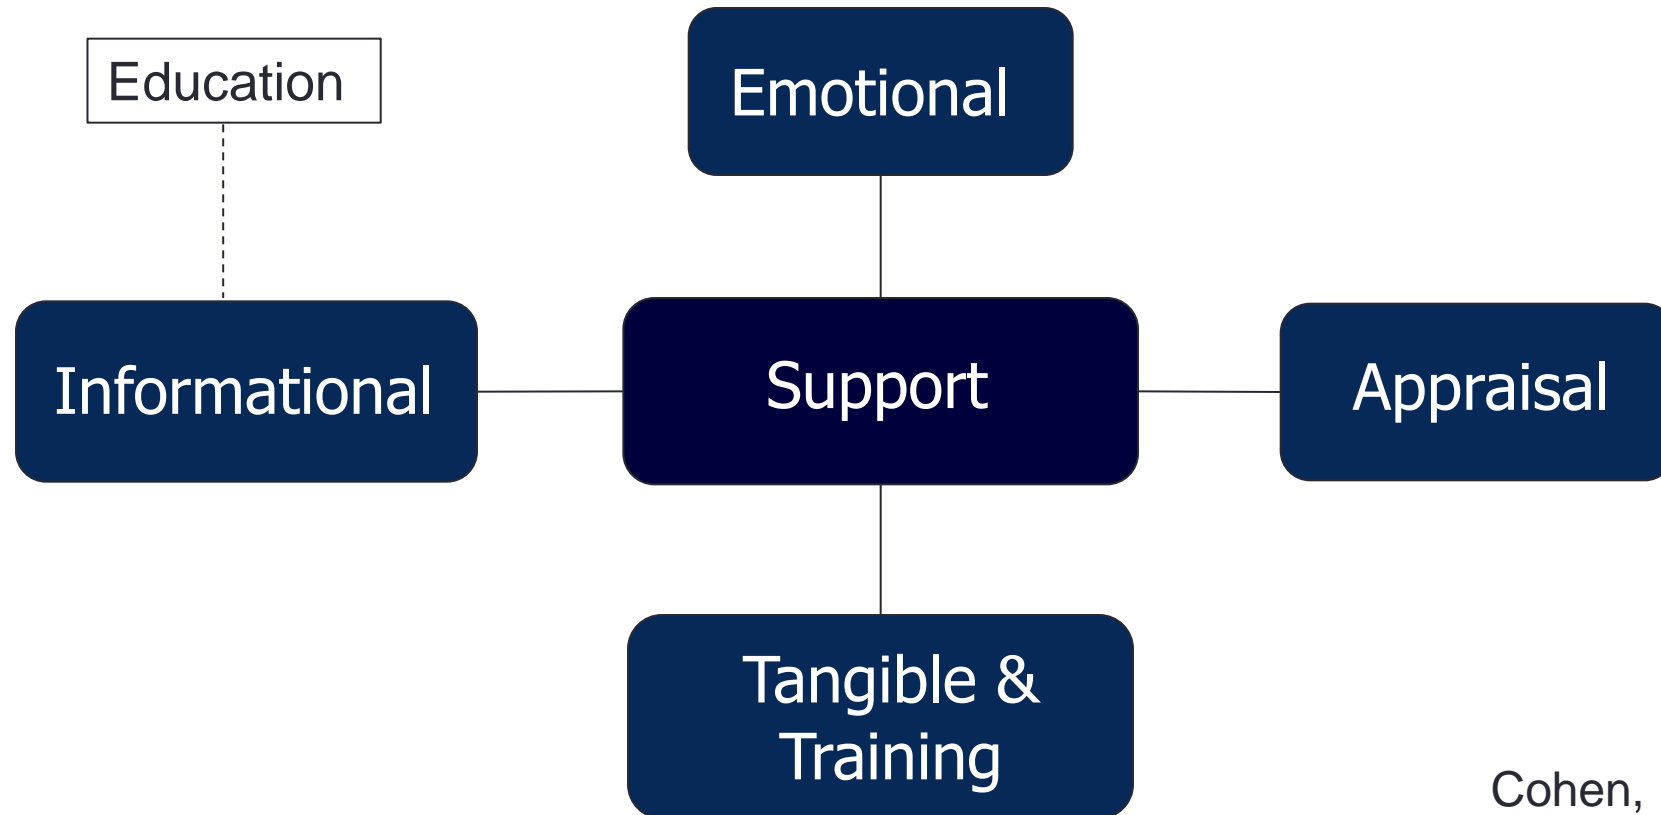 Education
Emotional
Informational
Support
Appraisal
Tangible &
Training
Cohen,